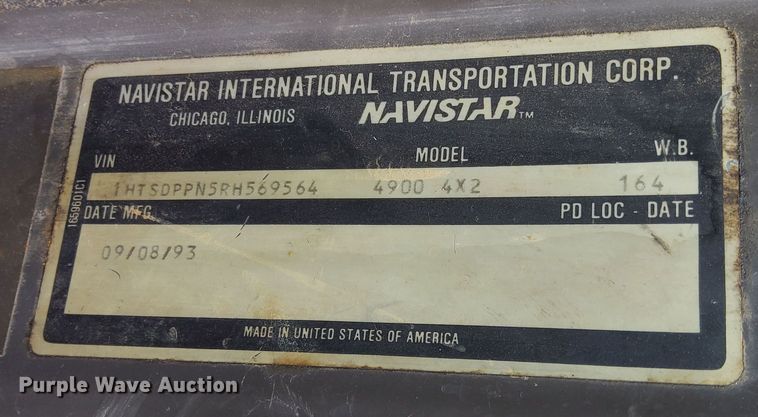 NAVISTAR INTERNATIONAL TRANSPORTATION CORP.
CHICAGO, ILLINOIS NAVISTAR™
VIN MODEL W.B.
1HTSDPPN5RH569564 4900 4X2 164
DATE MFG PD LOC - DATE
09/08/93
MADE IN UNITED STATES OF AMERICA
1659601C1
Purple Wave Auction